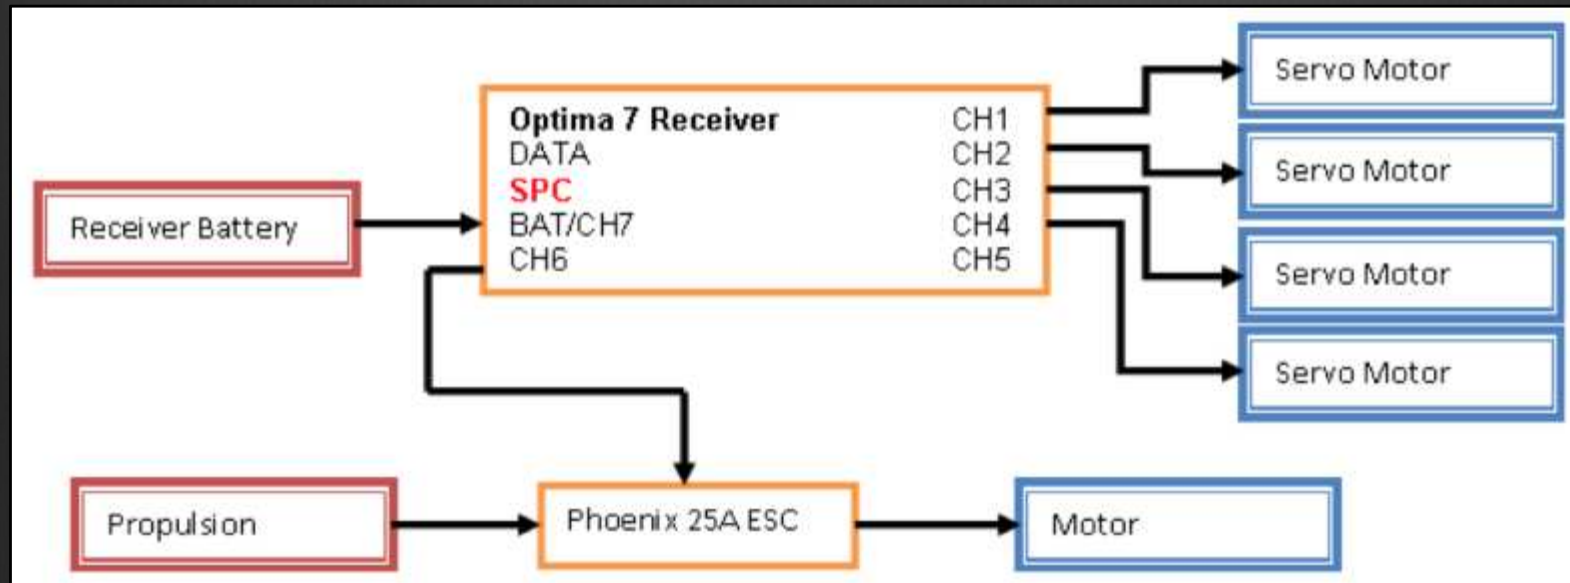 Optima 7 Receiver
DATA
SPC
BAT/CH7
CH6
CH1
CH2
CH3
CH4
CH5
Servo Motor
Servo Motor
Servo Motor
Servo Motor
Receiver Battery
Propulsion
Phoenix 25A ESC
Motor